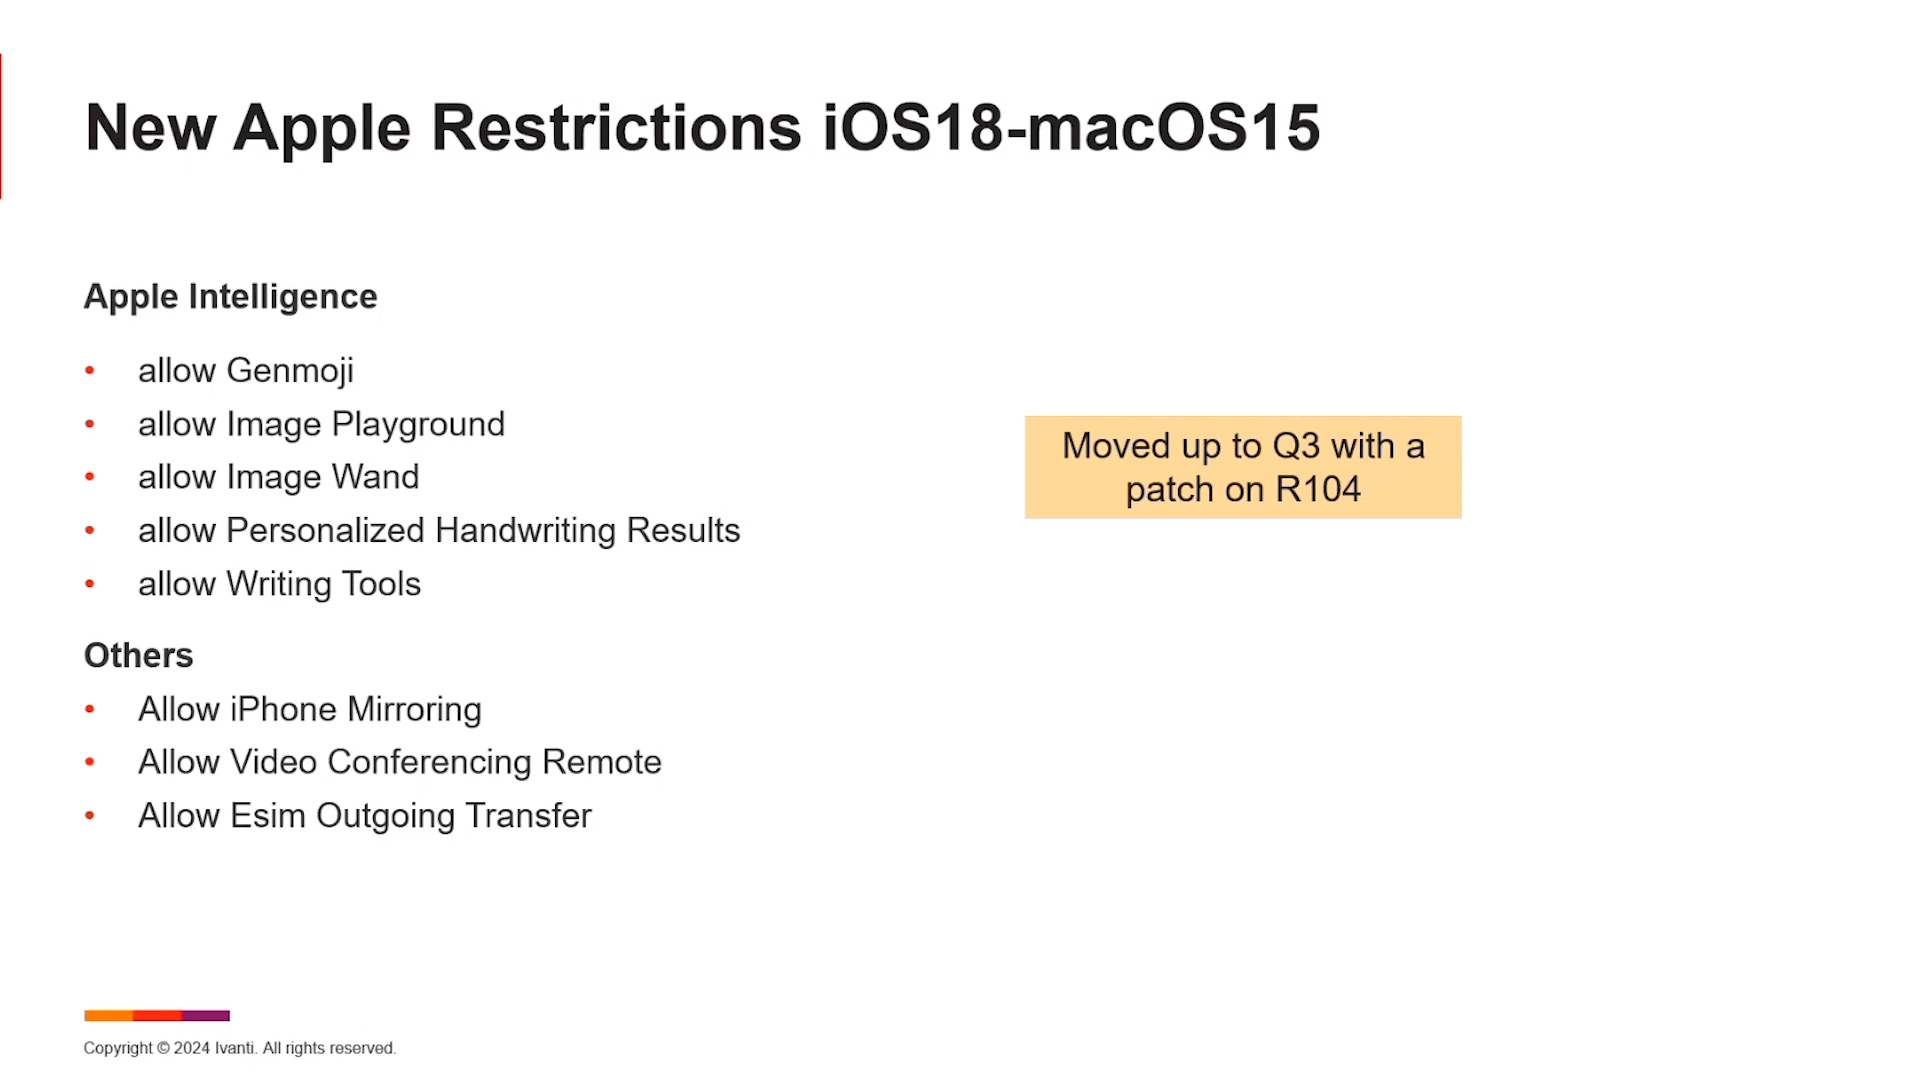 New Apple Restrictions iOS18-macOS15
Apple Intelligence
• allow Genmoji
• allow Image Playground
• allow Image Wand
• allow Personalized Handwriting Results
• allow Writing Tools
Others
• Allow iPhone Mirroring
• Allow Video Conferencing Remote
• Allow Esim Outgoing Transfer
Moved up to Q3 with a
patch on R104
Copyright © 2024 Ivanti. All rights reserved.